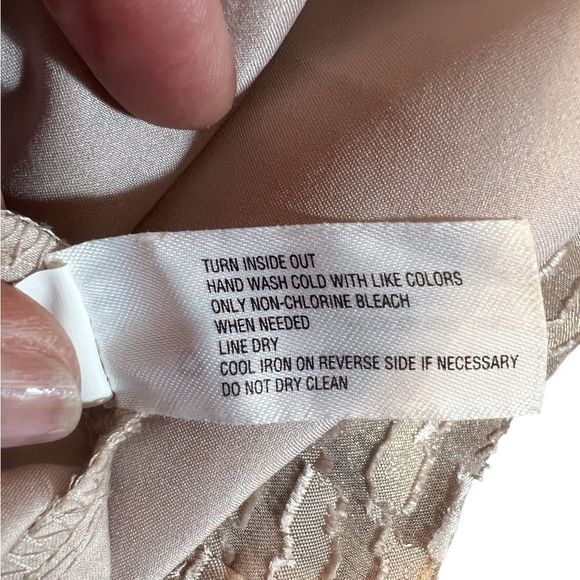 TURN INSIDE OUT
HAND WASH COLD WITH LIKE COLORS
ONLY NON-CHLORINE BLEACH
WHEN NEEDED
LINE DRY
COOL IRON ON REVERSE SIDE IF NECESSARY
DO NOT DRY CLEAN